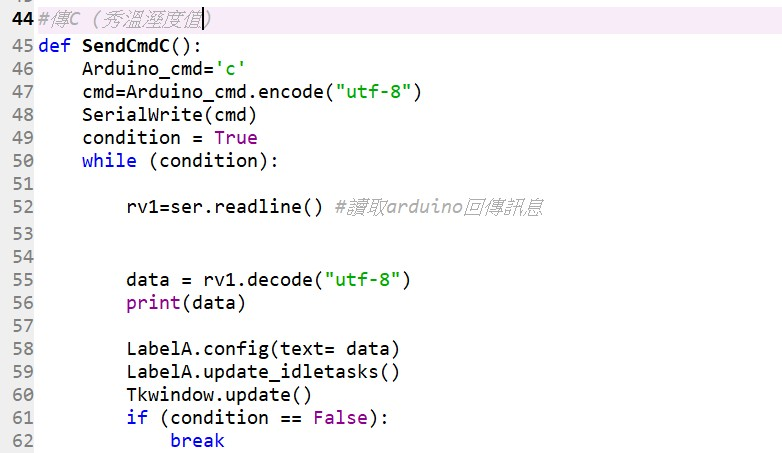 44 #傳C (秀溫溼度值)
45 def SendCmdC():
46     Arduino_cmd='c'
47     cmd=Arduino_cmd.encode("utf-8")
48     SerialWrite(cmd)
49     condition = True
50     while (condition):
51
52         rv1=ser.readline() #讀取arduino回傳訊息
53
54
55         data = rv1.decode("utf-8")
56         print(data)
57
58         LabelA.config(text= data)
59         LabelA.update_idletasks()
60         Tkwindow.update()
61         if (condition == False):
62             break